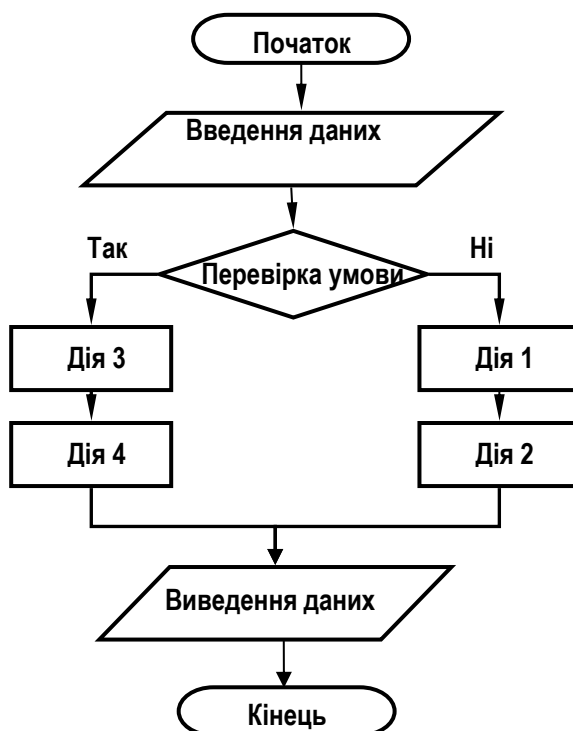 Початок
Введення даних
Так
Ні
Перевірка умови
Дія 3
Дія 1
Дія 4
Дія 2
Виведення даних
Кінець